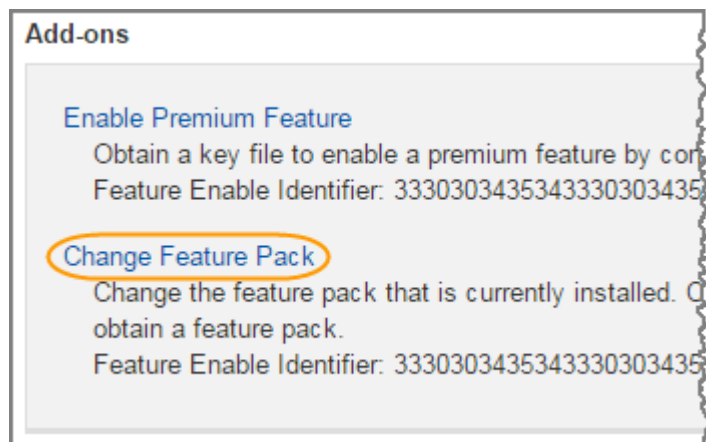 Add-ons
Enable Premium Feature
Obtain a key file to enable a premium feature by
Feature Enable Identifier: 3330303435343330303435
Change Feature Pack
Change the feature pack that is currently installed.
obtain a feature pack.
Feature Enable Identifier: 3330303435343330303435